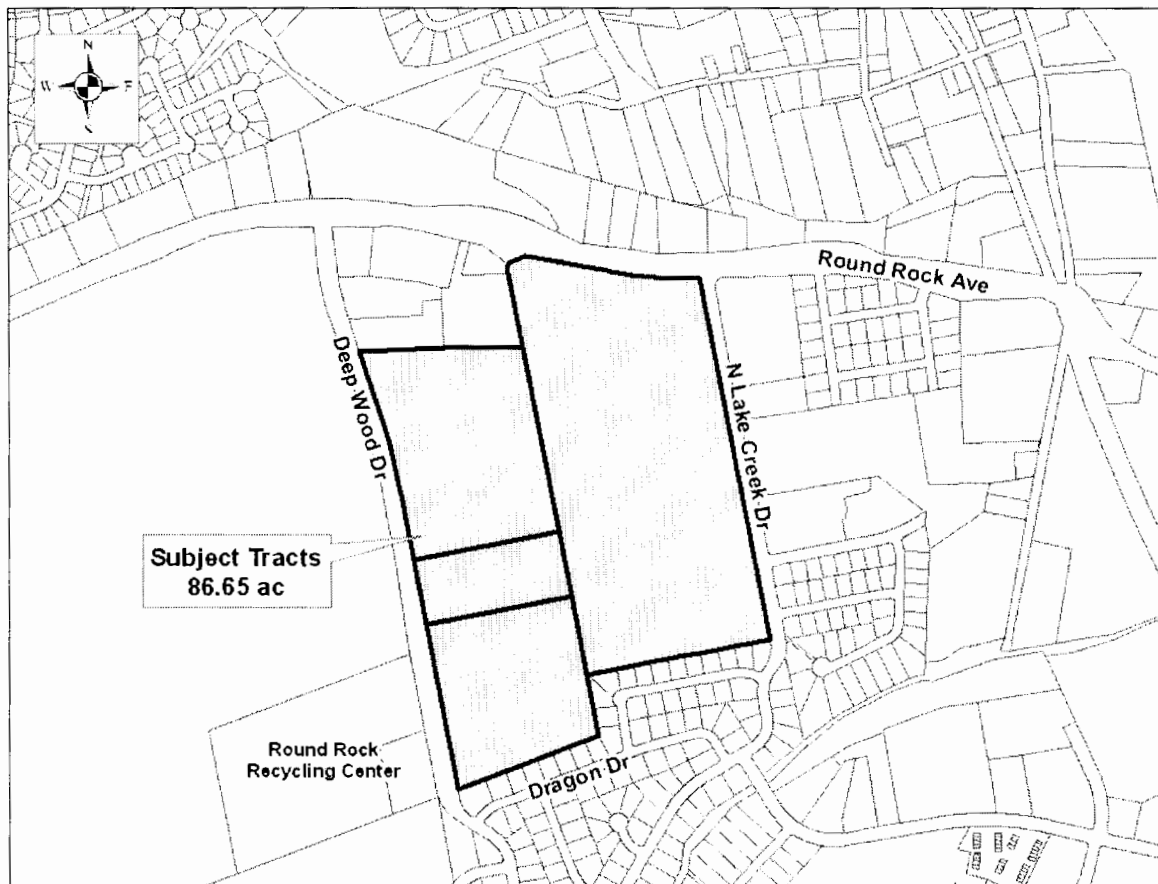 N
W
E
Round Rock Ave
Deep Wood Dr
N Lake Creek Dr
Subject Tracts
86.65 ac
Round Rock
Recycling Center
Dragon Dr